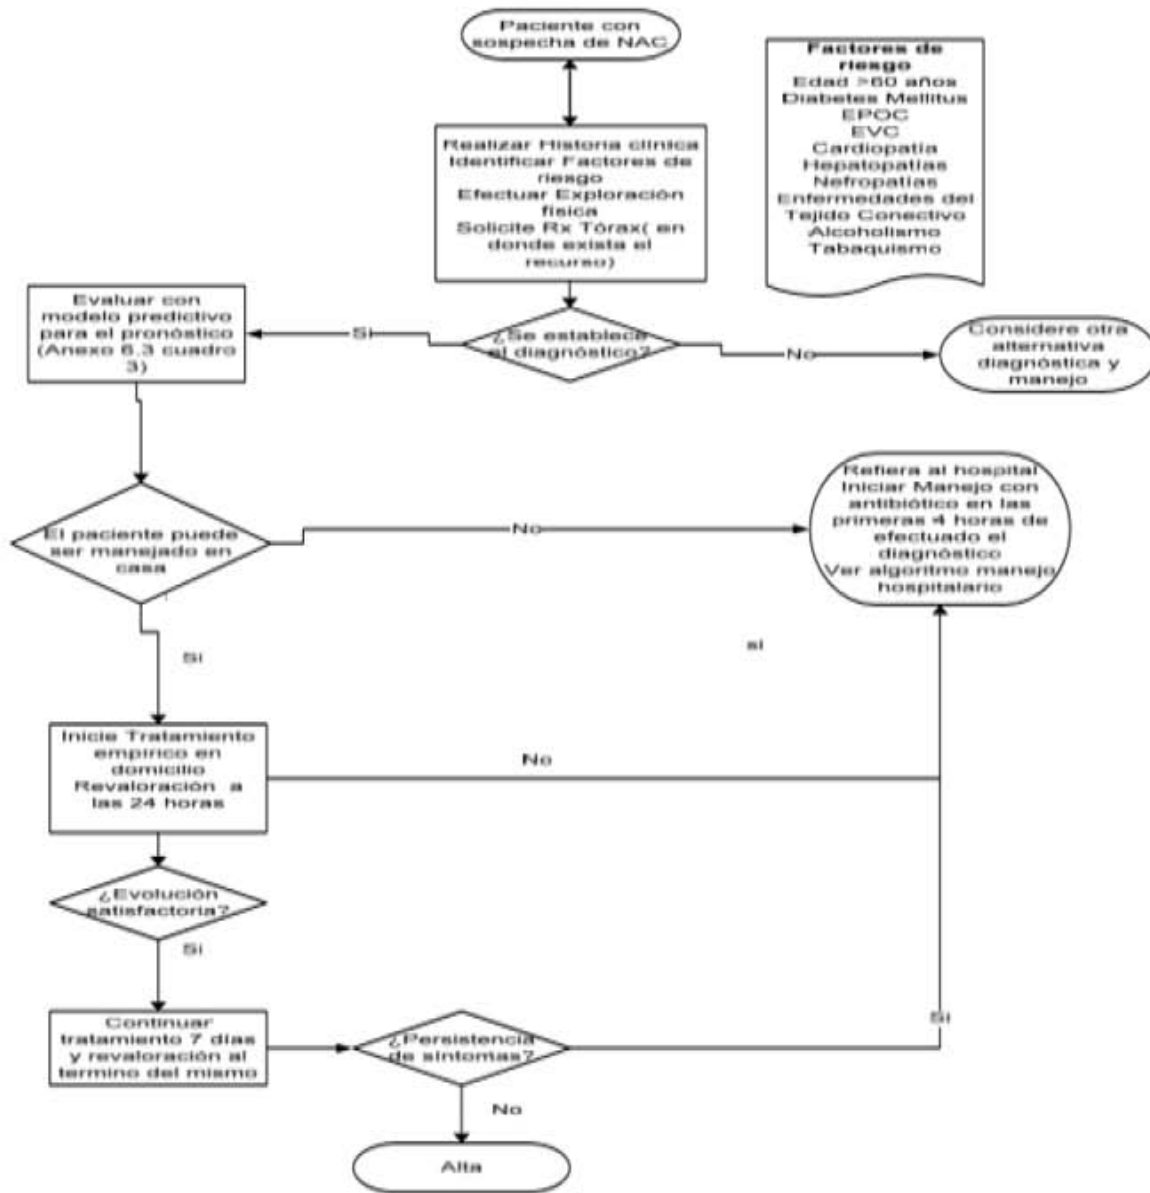 Paciente con
sospecha de NAC
Factores de
riesgo
Edad >60 años
Diabetes Mellitus
EPOC
EVC
Cardiopatía
Hepatopatías
Nefropatías
Enfermedades del
Tejido Conectivo
Alcoholismo
Tabaquismo
Realizar Historia clínica
Identificar Factores de
riesgo
Efectuar Exploración
física
Solicite Rx Tórax( en
donde exista el
recurso)
Evaluar con
modelo predictivo
para el pronóstico
(Anexo 6.3 cuadro
3)
Si
¿Se establece
el diagnóstico?
No
Considere otra
alternativa
diagnóstica y
manejo
El paciente puede
ser manejado en
casa
No
Refiera al hospital
Iniciar Manejo con
antibiótico en las
primeras 4 horas de
efectuado el
diagnóstico
Ver algoritmo manejo
hospitalario
Si
si
Inicie Tratamiento
empírico en
domicilio
Revaloración a
las 24 horas
No
¿Evolución
satisfactoria?
Si
Continuar
tratamiento 7 días
y revaloración al
termino del mismo
¿Persistencia
de síntomas?
Si
No
Alta